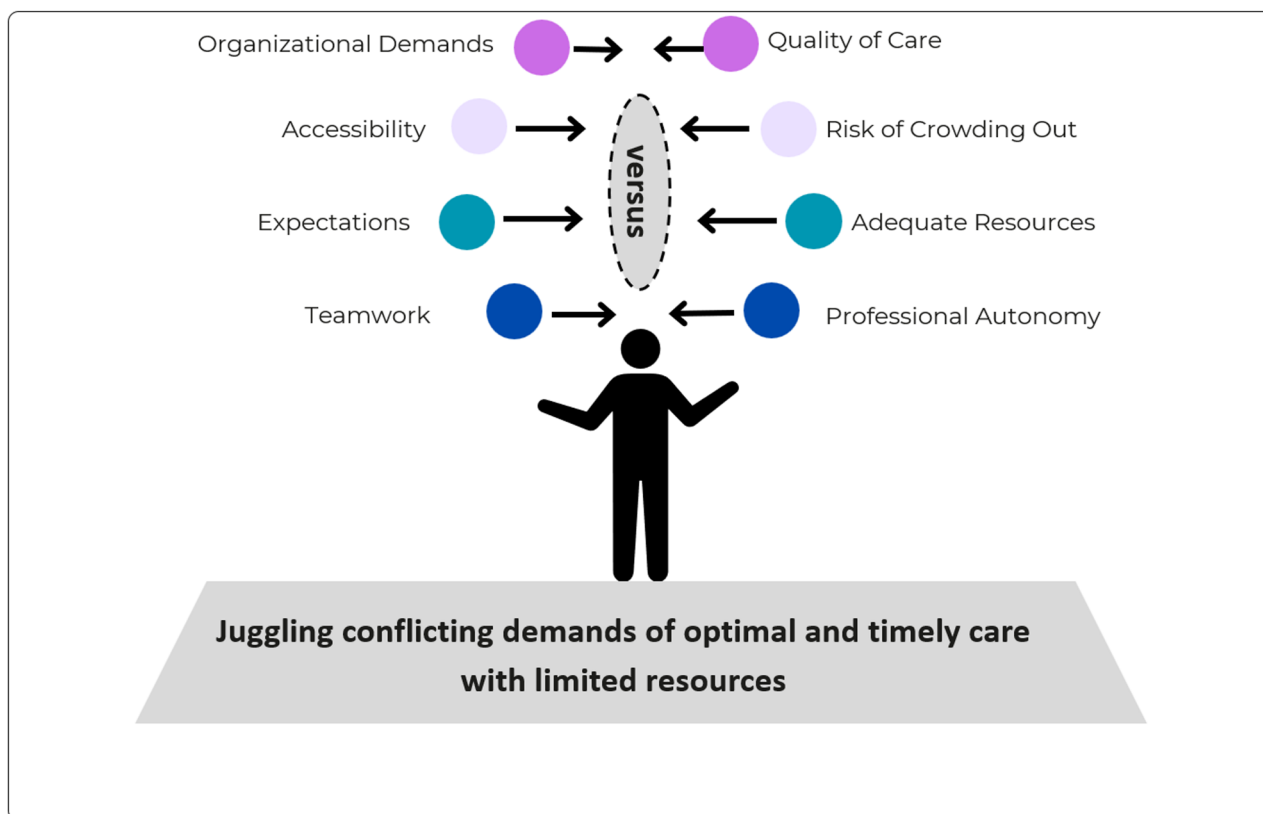 Organizational Demands
Quality of Care
Accessibility
Risk of Crowding Out
versus
Expectations
Adequate Resources
Teamwork
Professional Autonomy
Juggling conflicting demands of optimal and timely care
with limited resources